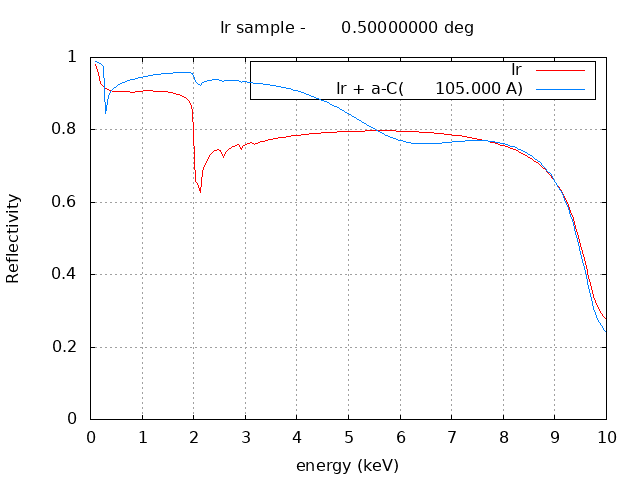 Ir sample -       0.50000000 deg
Ir
Ir + a-C(      105.000 A)
Reflectivity
1
0.8
0.6
0.4
0.2
0
0 1 2 3 4 5 6 7 8 9 10
energy (keV)